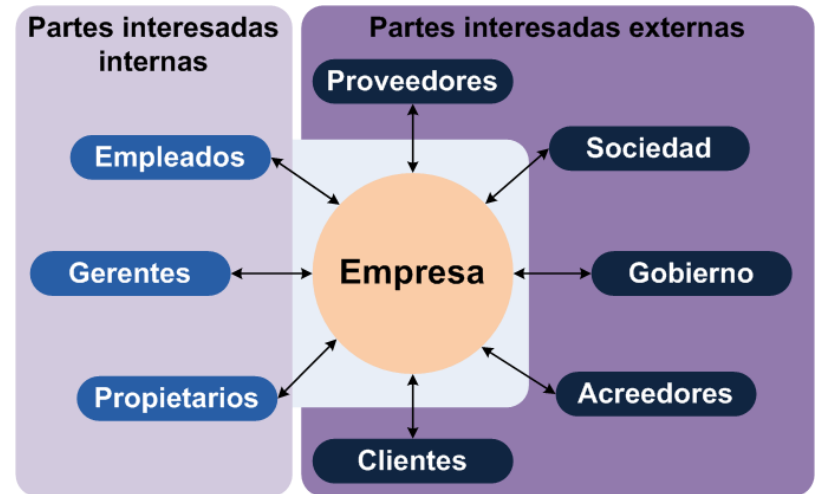 Partes interesadas
internas
Partes interesadas externas
Proveedores
Empleados
Sociedad
Gerentes
Empresa
Gobierno
Propietarios
Acreedores
Clientes